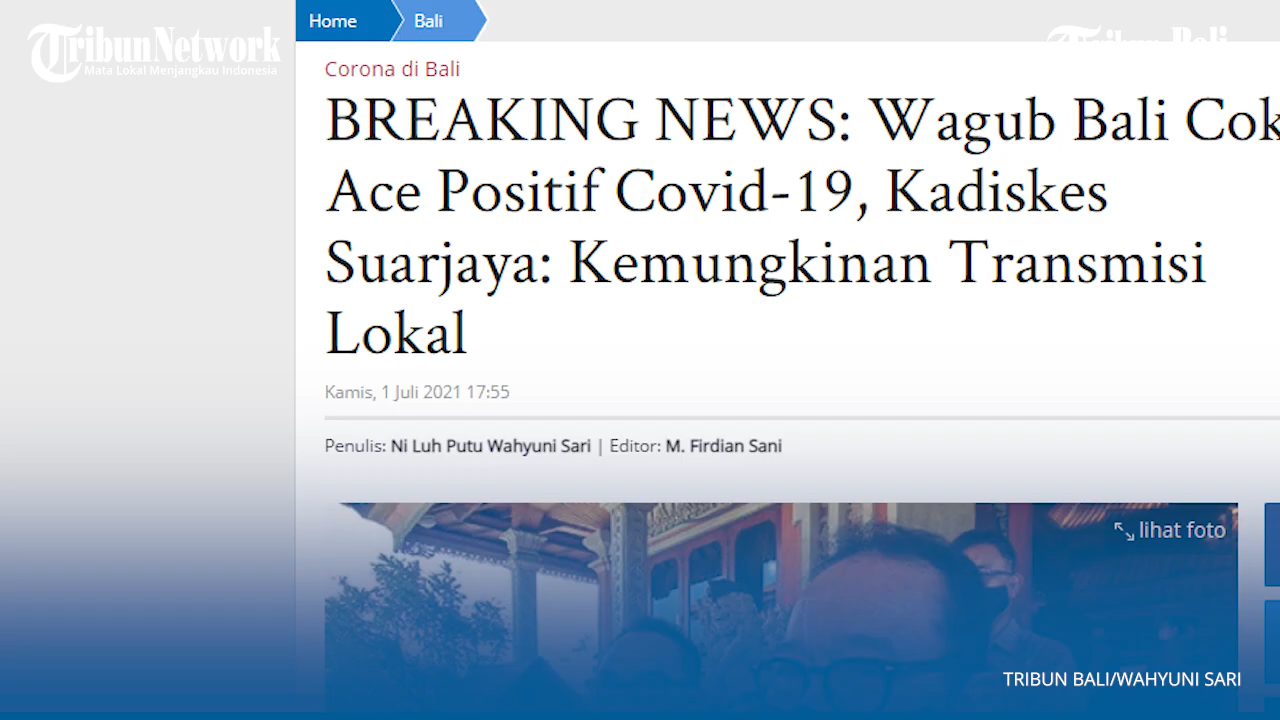 Home
Bali
TribunNetwork
Mata Lokal Menjangkau Indonesia
Tribun Bali
Corona di Bali
BREAKING NEWS: Wagub Bali Cok
Ace Positif Covid-19, Kadiskes
Suarjaya: Kemungkinan Transmisi
Lokal
Kamis, 1 Juli 2021 17:55
Penulis: Ni Luh Putu Wahyuni Sari | Editor: M. Firdian Sani
lihat foto
TRIBUN BALI/WAHYUNI SARI